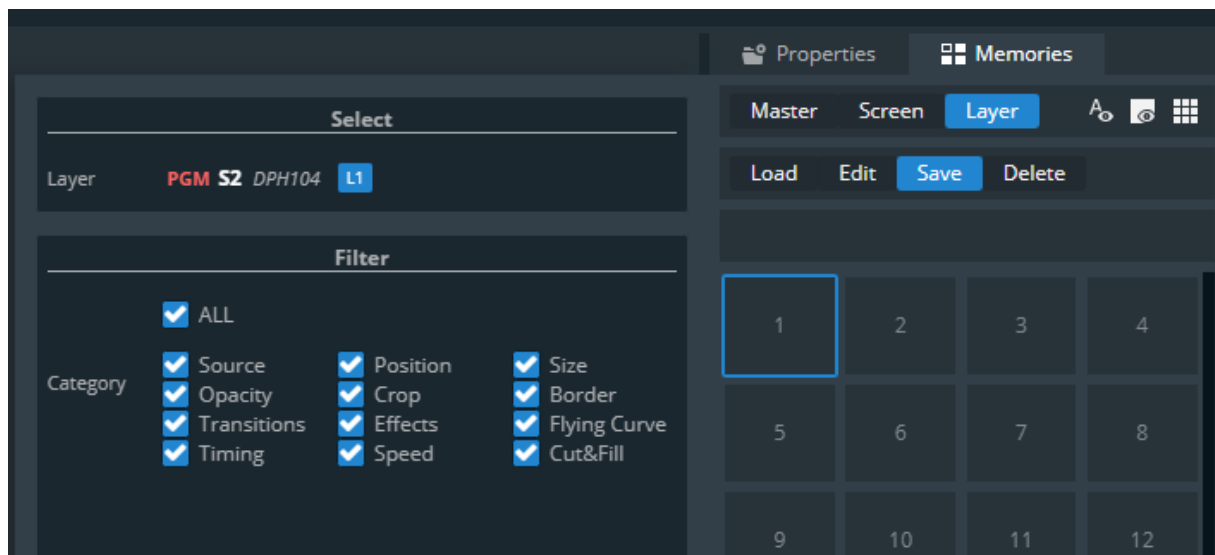 Properties
Memories
Master Screen Layer
Select
Layer PGM S2 DPH104 L1
Load Edit Save Delete
Filter
ALL
Category
Source Position Size
Opacity Crop Border
Transitions Effects Flying Curve
Timing Speed Cut&Fill
1 2 3 4
5 6 7 8
9 10 11 12